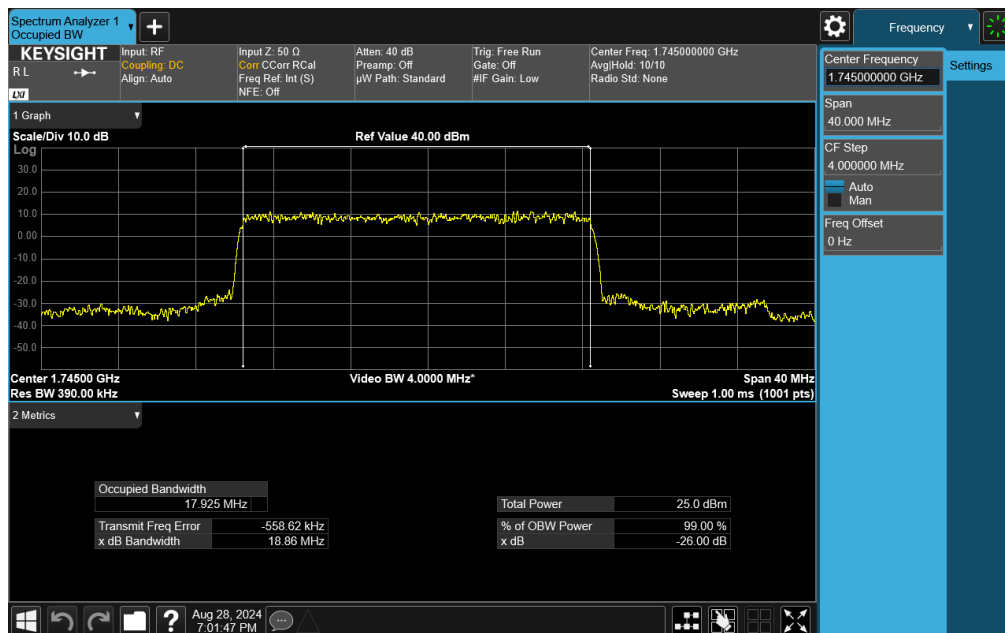 Spectrum Analyzer 1
Occupied BW
Frequency
KEYSIGHT
R L
LXI
Input: RF
Coupling: DC
Align: Auto
Input Z: 50 Ω
Corr CCorr RCal
Freq Ref: Int (S)
NFE: Off
Atten: 40 dB
Preamp: Off
µW Path: Standard
Trig: Free Run
Gate: Off
#IF Gain: Low
Center Freq: 1.745000000 GHz
Avg|Hold: 10/10
Radio Std: None
Center Frequency
1.745000000 GHz
Settings
Span
40.000 MHz
CF Step
4.000000 MHz
Auto
Man
Freq Offset
0 Hz
1 Graph
Scale/Div 10.0 dB
Ref Value 40.00 dBm
Log
30.0
20.0
10.0
0.00
-10.0
-20.0
-30.0
-40.0
-50.0
Center 1.74500 GHz
Video BW 4.0000 MHz*
Span 40 MHz
Res BW 390.00 kHz
Sweep 1.00 ms (1001 pts)
2 Metrics
Occupied Bandwidth
17.925 MHz
Total Power 25.0 dBm
Transmit Freq Error -558.62 kHz
% of OBW Power 99.00 %
x dB Bandwidth 18.86 MHz
x dB -26.00 dB
?
Aug 28, 2024
7:01:47 PM